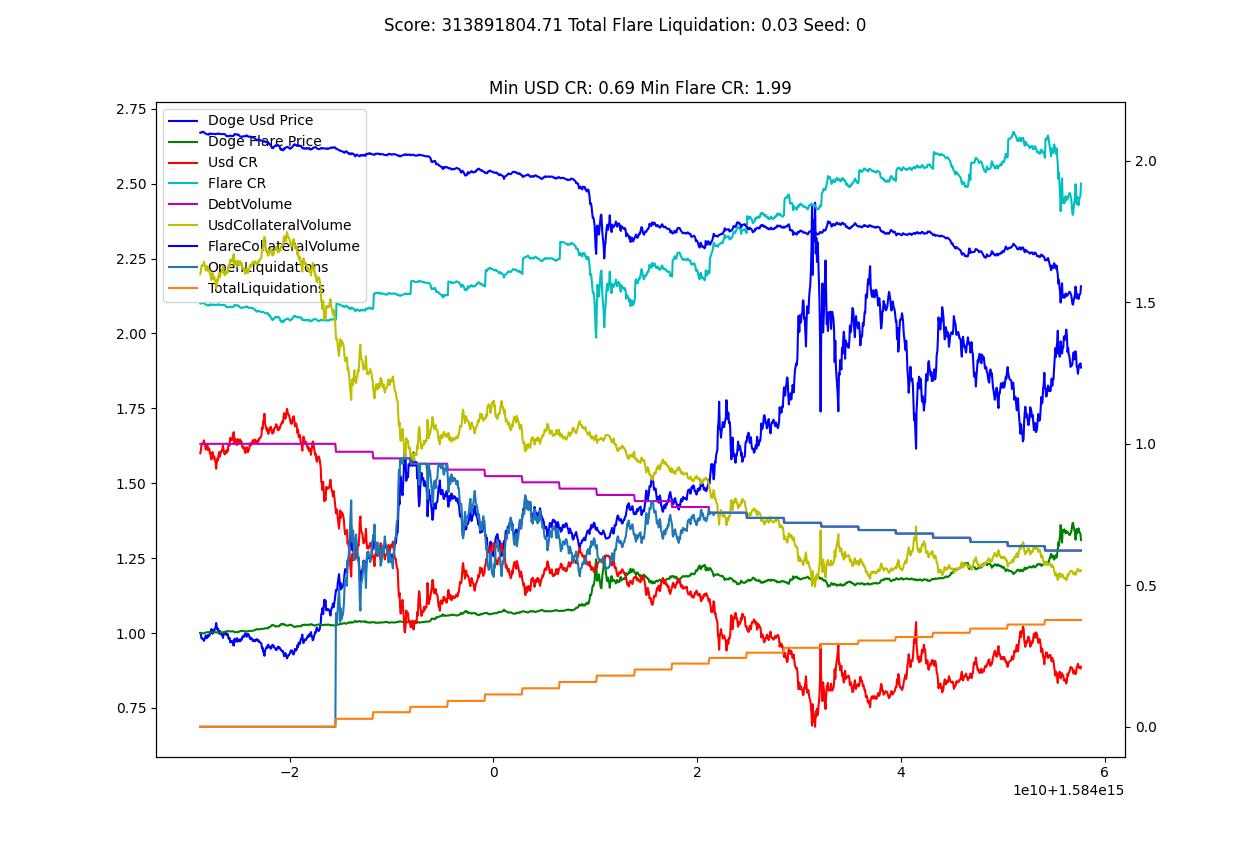 Score: 313891804.71 Total Flare Liquidation: 0.03 Seed: 0
Min USD CR: 0.69 Min Flare CR: 1.99
Doge Usd Price
Doge Flare Price
Usd CR
Flare CR
DebtVolume
UsdCollateralVolume
FlareCollateralVolume
OpenLiquidations
TotalLiquidations
2.75
2.50
2.25
2.00
1.75
1.50
1.25
1.00
0.75
2.0
1.5
1.0
0.5
0.0
−2
0
2
4
6
1e10+1.584e15